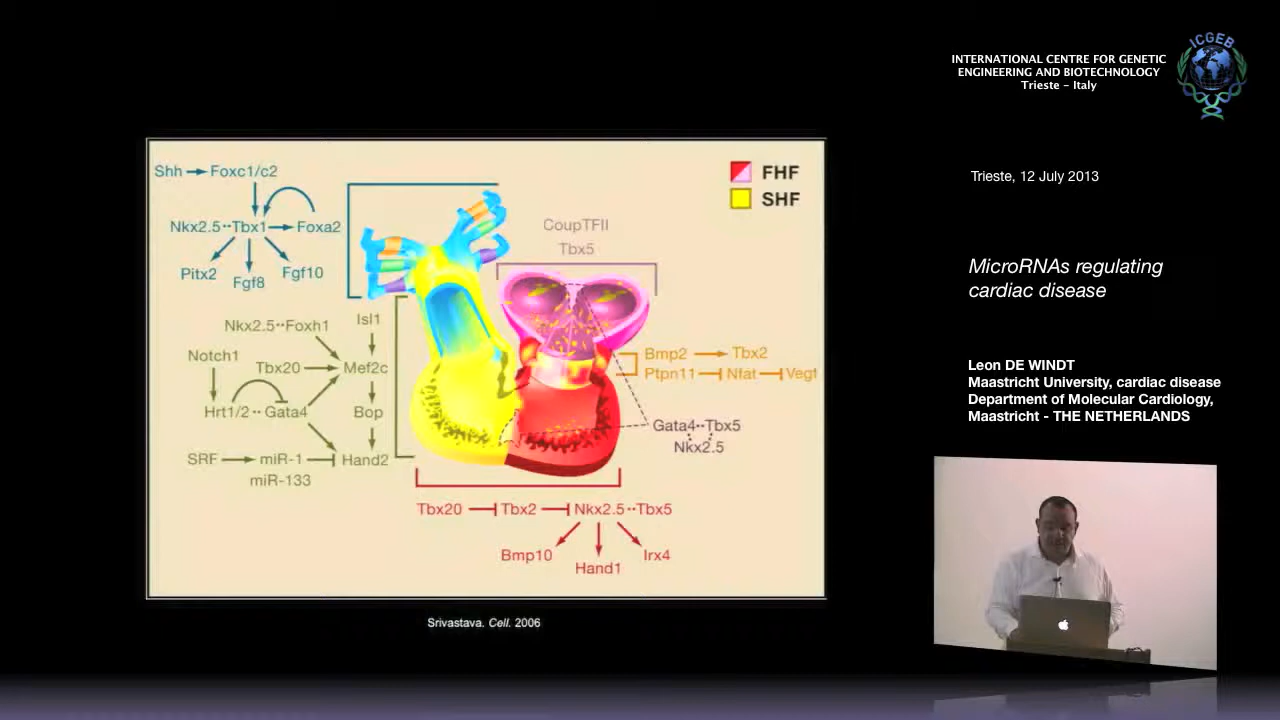 ICGEB
INTERNATIONAL CENTRE FOR GENETIC
ENGINEERING AND BIOTECHNOLOGY
Trieste - Italy
Trieste, 12 July 2013
MicroRNAs regulating
cardiac disease
Leon DE WINDT
Maastricht University, cardiac disease
Department of Molecular Cardiology,
Maastricht - THE NETHERLANDS
FHF
SHF
Shh Foxc1/c2
Nkx2.5··Tbx1 Foxa2
Pitx2 Fgf8 Fgf10
CoupTFII
Tbx5
Nkx2.5··Foxh1 Isl1
Notch1 Tbx20 Mef2c
Hrt1/2··Gata4 Bop
SRF miR-1 Hand2
miR-133
Bmp2 Tbx2
Ptpn11 Nfat Vegf
Gata4··Tbx5
Nkx2.5
Tbx20 Tbx2 Nkx2.5··Tbx5
Bmp10 Hand1 Irx4
Srivastava. Cell. 2006